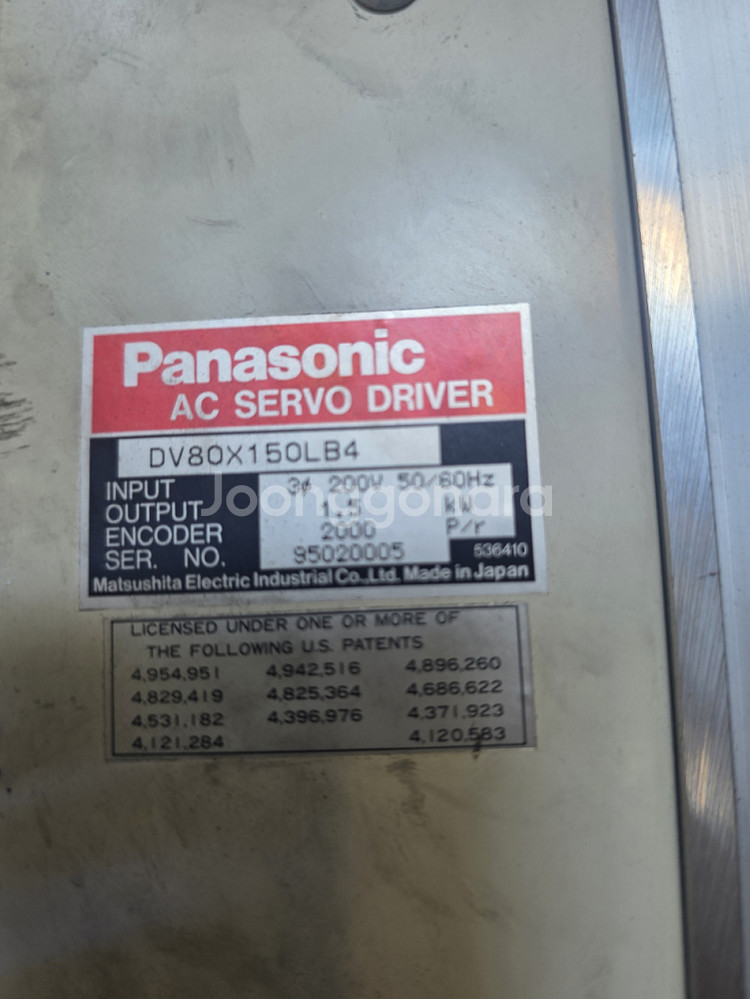 Panasonic
AC SERVO DRIVER
DV80X150LB4
INPUT 3ϕ 200V 50/60Hz
OUTPUT 1.5 kW
ENCODER 2000 P/r
SER. NO. 95020005 536410
Matsushita Electric Industrial Co.,Ltd. Made in Japan
Joonggonara
LICENSED UNDER ONE OR MORE OF
THE FOLLOWING U.S. PATENTS
4,954,951 4,942,516 4,896,260
4,829,419 4,825,364 4,686,622
4,531,182 4,396,976 4,371,923
4,121,284 4,120,583